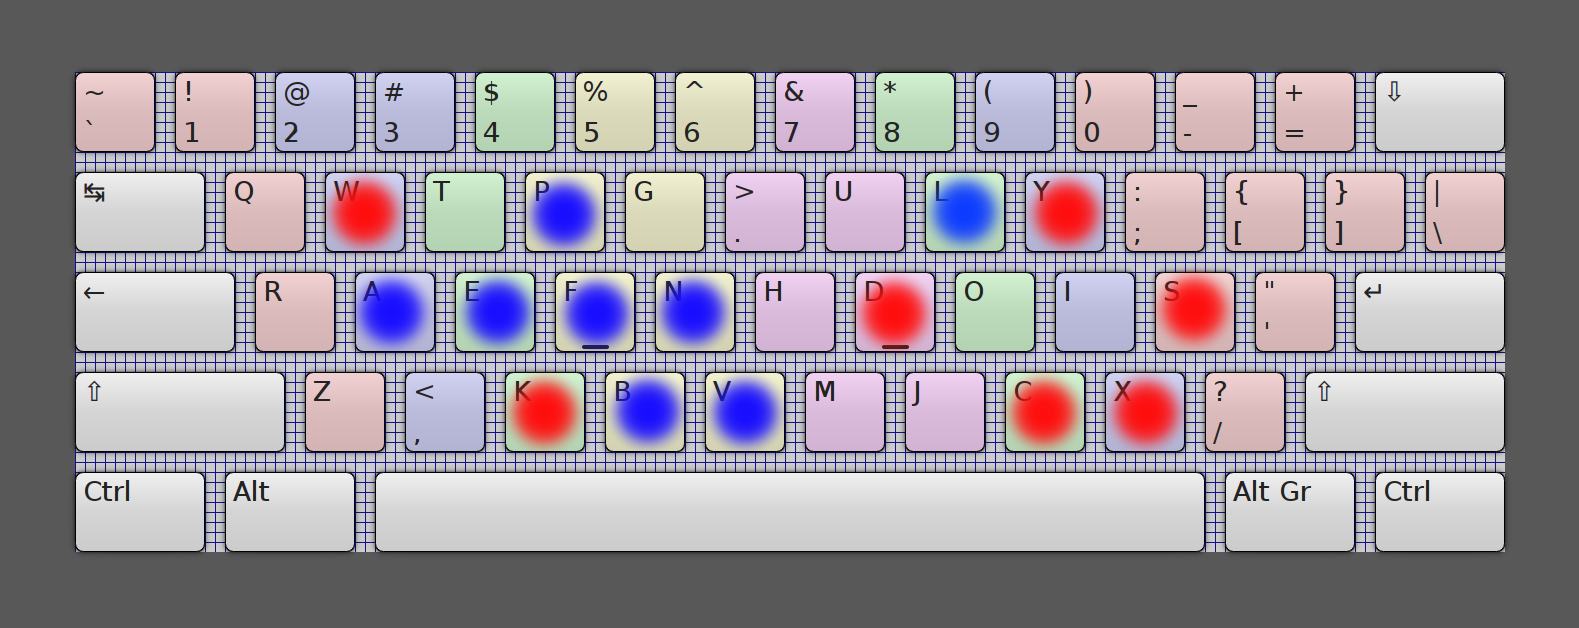 ~ ! @ # $ % ^ & * ( ) _ + ⇩
` 1 2 3 4 5 6 7 8 9 0 - =
↹ Q W T P G > U L Y : { } |
. ; [ ] \
← R A E F N H D O I S " ↵
'
⇧ Z < K B V M J C X ? ⇧
, /
Ctrl Alt Alt Gr Ctrl